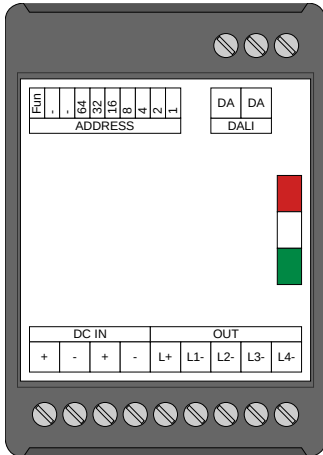 Fun - - 64 32 16 8 4 2 1
ADDRESS
DA DA
DALI
DC IN OUT
+ - + - L+ L1- L2- L3- L4-